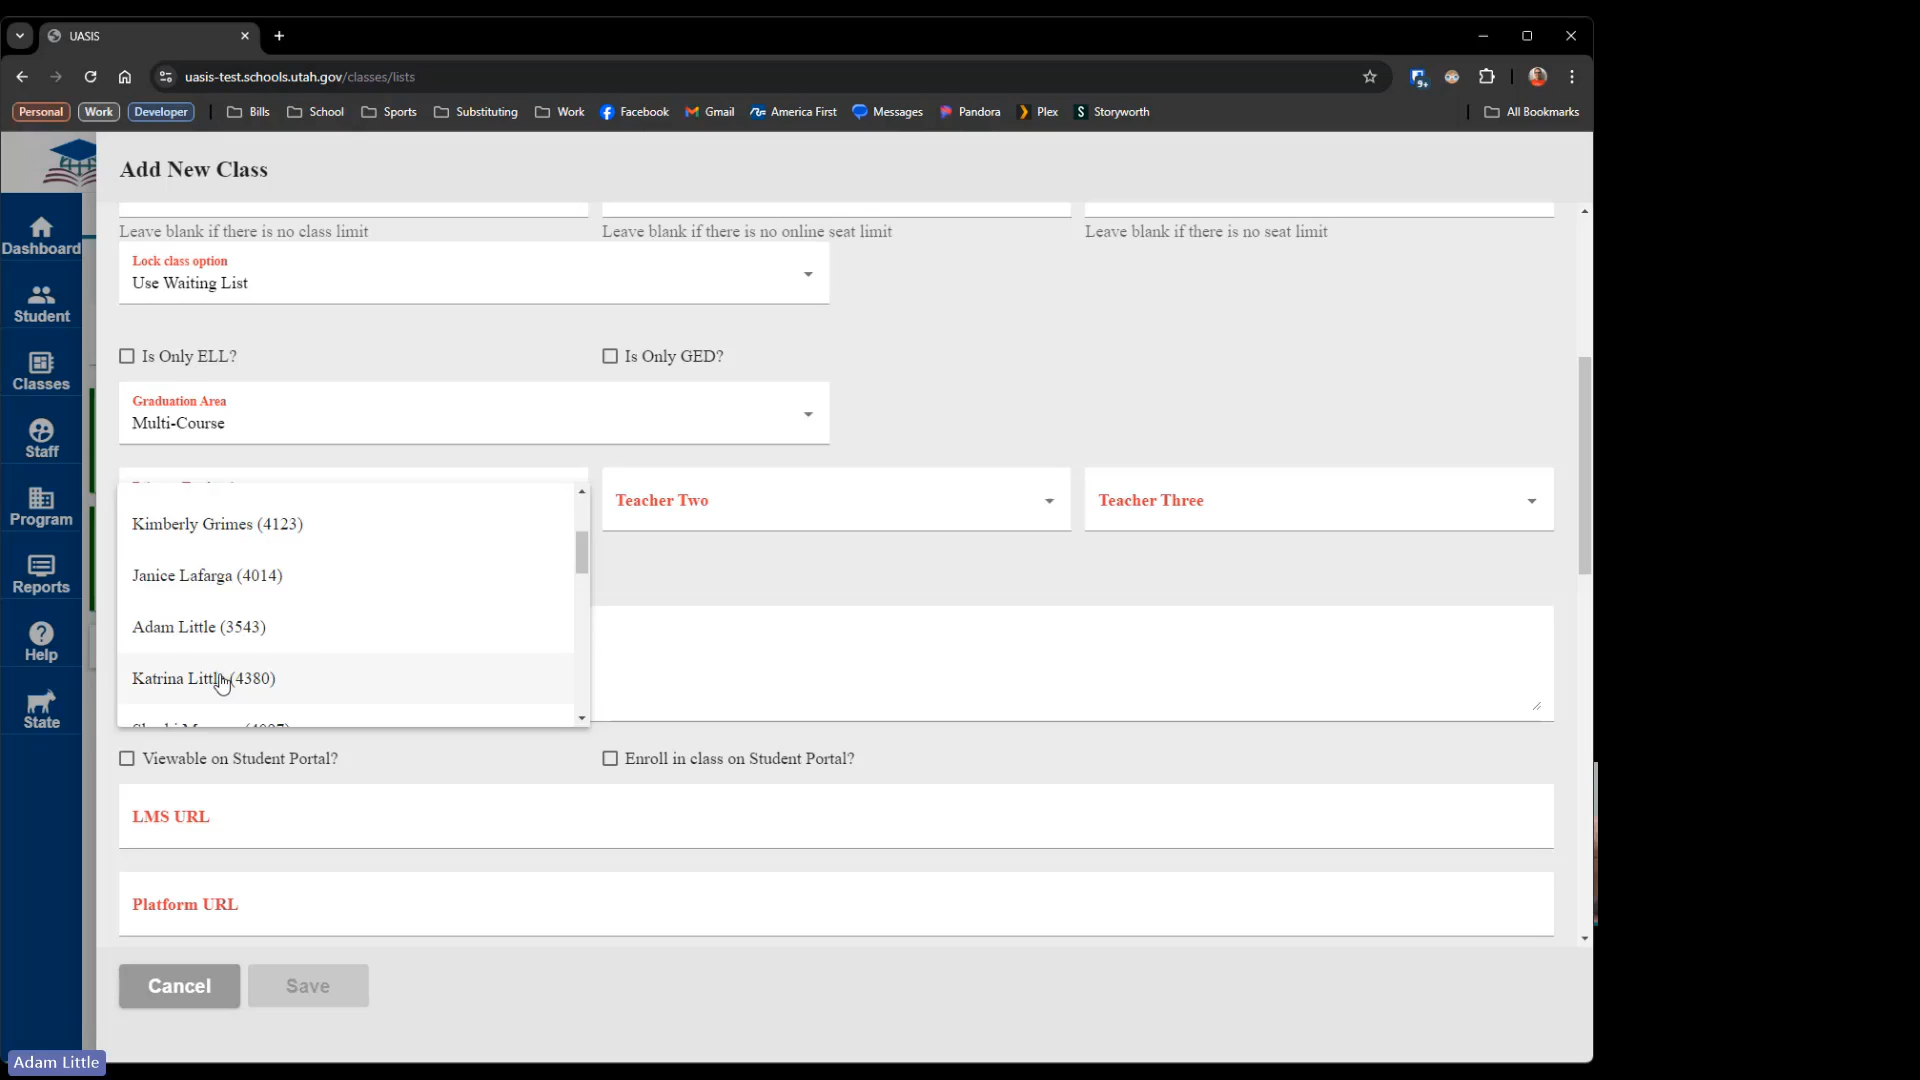 UASIS
uasis-test.schools.utah.gov/classes/lists
Personal Work Developer Bills School Sports Substituting Work Facebook Gmail America First Messages Pandora Plex Storyworth All Bookmarks
9+
Add New Class
Dashboard
Student
Classes
Staff
Program
Reports
Help
State
Leave blank if there is no class limit
Leave blank if there is no online seat limit
Leave blank if there is no seat limit
Lock class option
Use Waiting List
Is Only ELL?
Is Only GED?
Graduation Area
Multi-Course
Teacher Two
Teacher Three
Kimberly Grimes (4123)
Janice Lafarga (4014)
Adam Little (3543)
Katrina Little (4380)
Viewable on Student Portal?
Enroll in class on Student Portal?
LMS URL
Platform URL
Cancel
Save
Adam Little